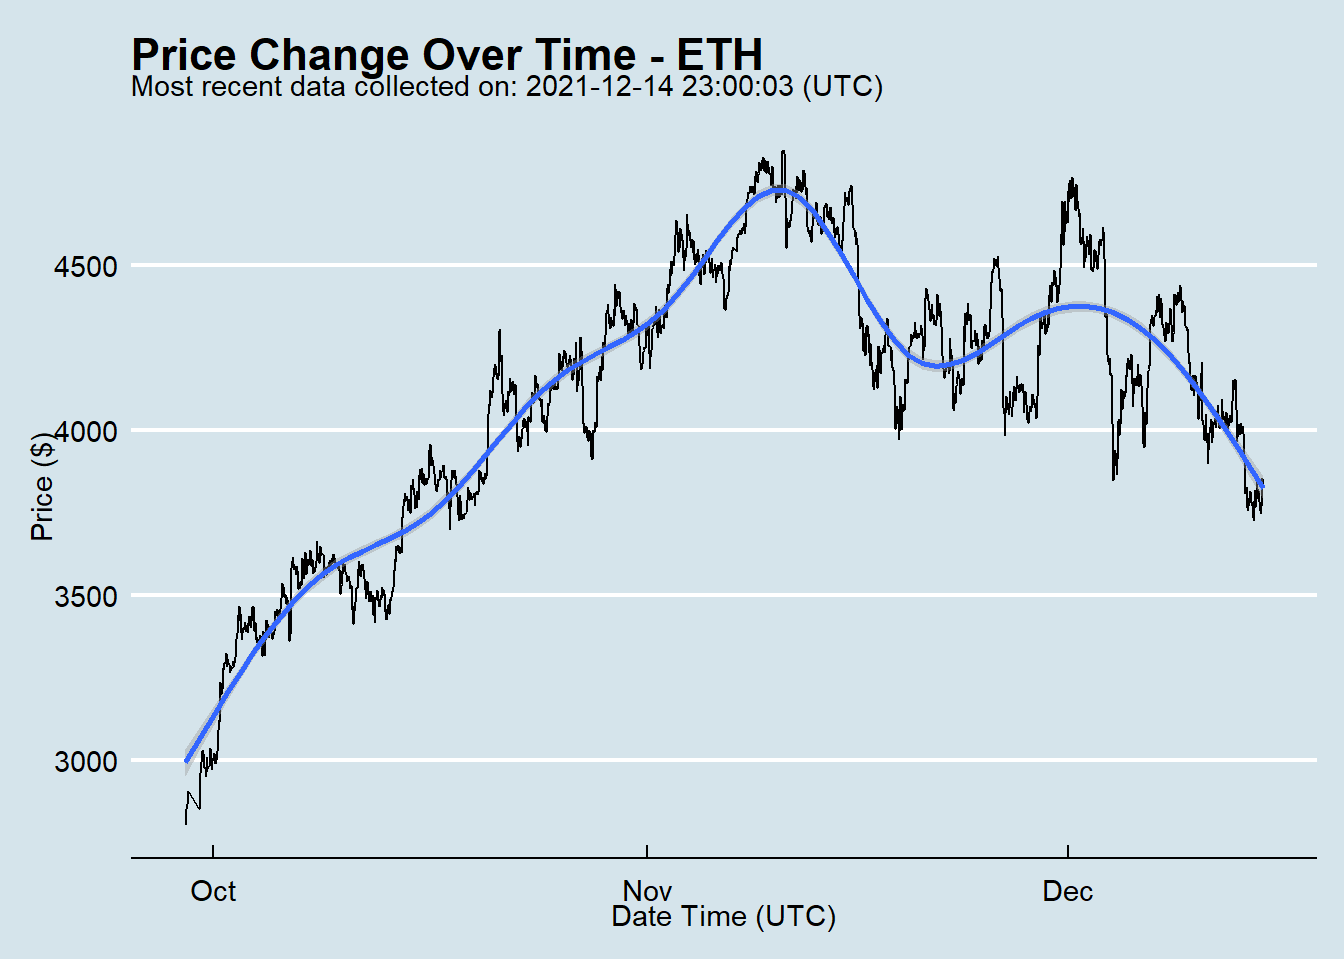 Price Change Over Time - ETH
Most recent data collected on: 2021-12-14 23:00:03 (UTC)
Price ($)
4500
4000
3500
3000
Oct
Nov
Dec
Date Time (UTC)